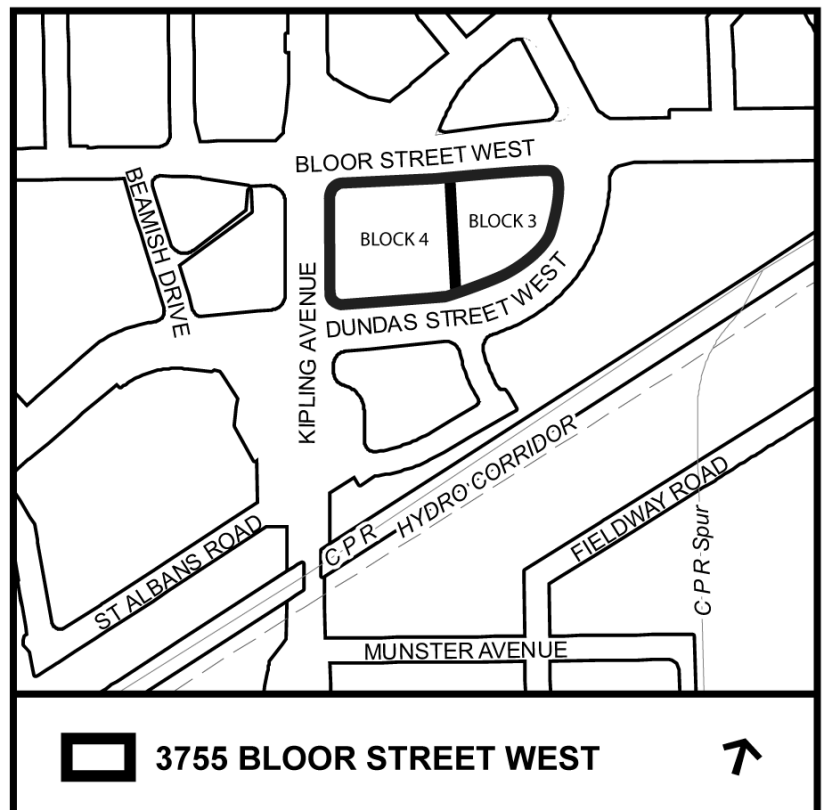 BLOOR STREET WEST
BEAMISH DRIVE
BLOCK 4
BLOCK 3
KIPLING AVENUE
DUNDAS STREET WEST
C P R
HYDRO CORRIDOR
FIELDWAY ROAD
ST ALBANS ROAD
C P R Spur
MUNSTER AVENUE
3755 BLOOR STREET WEST